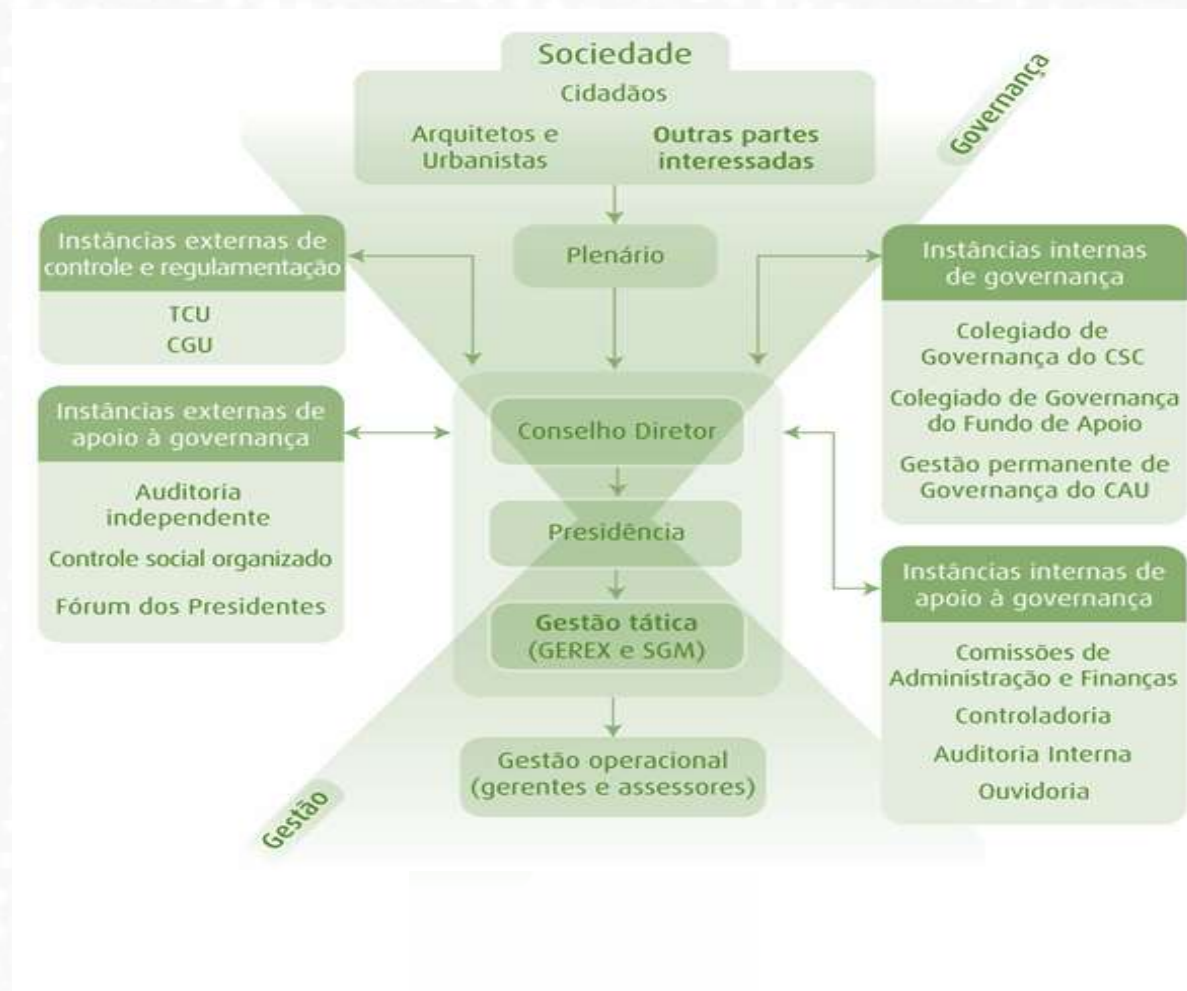 Sociedade
Cidadãos
Arquitetos e
Urbanistas
Outras partes
interessadas
Governança
Plenário
Instâncias externas de
controle e regulamentação
TCU
CGU
Instâncias externas de
apoio à governança
Auditoria
independente
Controle social organizado
Fórum dos Presidentes
Conselho Diretor
Presidência
Gestão tática
(GEREX e SGM)
Gestão operacional
(gerentes e assessores)
Gestão
Instâncias internas
de governança
Colegiado de
Governança do CSC
Colegiado de Governança
do Fundo de Apoio
Gestão permanente de
Governança do CAU
Instâncias internas de
apoio à governança
Comissões de
Administração e Finanças
Controladoria
Auditoria Interna
Ouvidoria